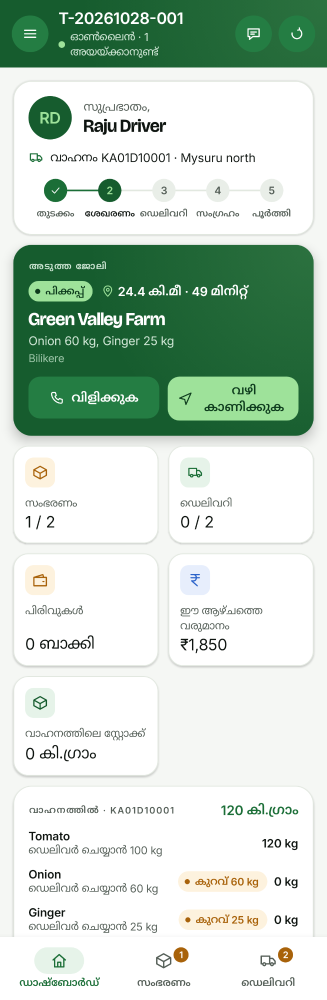 T-20261028-001
ഓൺലൈൻ · 1
അയയ്ക്കാനുണ്ട്
RD
സുപ്രഭാതം,
Raju Driver
വാഹനം KA01D10001 · Mysuru north
2
3
4
5
തുടക്കം
ശേഖരണം
ഡെലിവറി
സംഗ്രഹം
പൂർത്തി
അടുത്ത ജോലി
• പിക്കപ്പ്
24.4 കി.മീ · 49 മിനിറ്റ്
Green Valley Farm
Onion 60 kg, Ginger 25 kg
Bilikere
വിളിക്കുക
വഴി
കാണിക്കുക
സംഭരണം
1 / 2
ഡെലിവറി
0 / 2
പിരിവുകൾ
0 ബാക്കി
₹
ഈ ആഴ്ചത്തെ
വരുമാനം
₹1,850
വാഹനത്തിലെ സ്റ്റോക്ക്
0 കി.ഗ്രാം
വാഹനത്തിൽ · KA01D10001
120 കി.ഗ്രാം
Tomato
ഡെലിവർ ചെയ്യാൻ 100 kg
120 kg
Onion
ഡെലിവർ ചെയ്യാൻ 60 kg
• കുറവ് 60 kg
0 kg
Ginger
ഡെലിവർ ചെയ്യാൻ 25 kg
• കുറവ് 25 kg
0 kg
1
2
ഡാഷ്ബോർഡ്
സംഭരണം
ഡെലിവറി